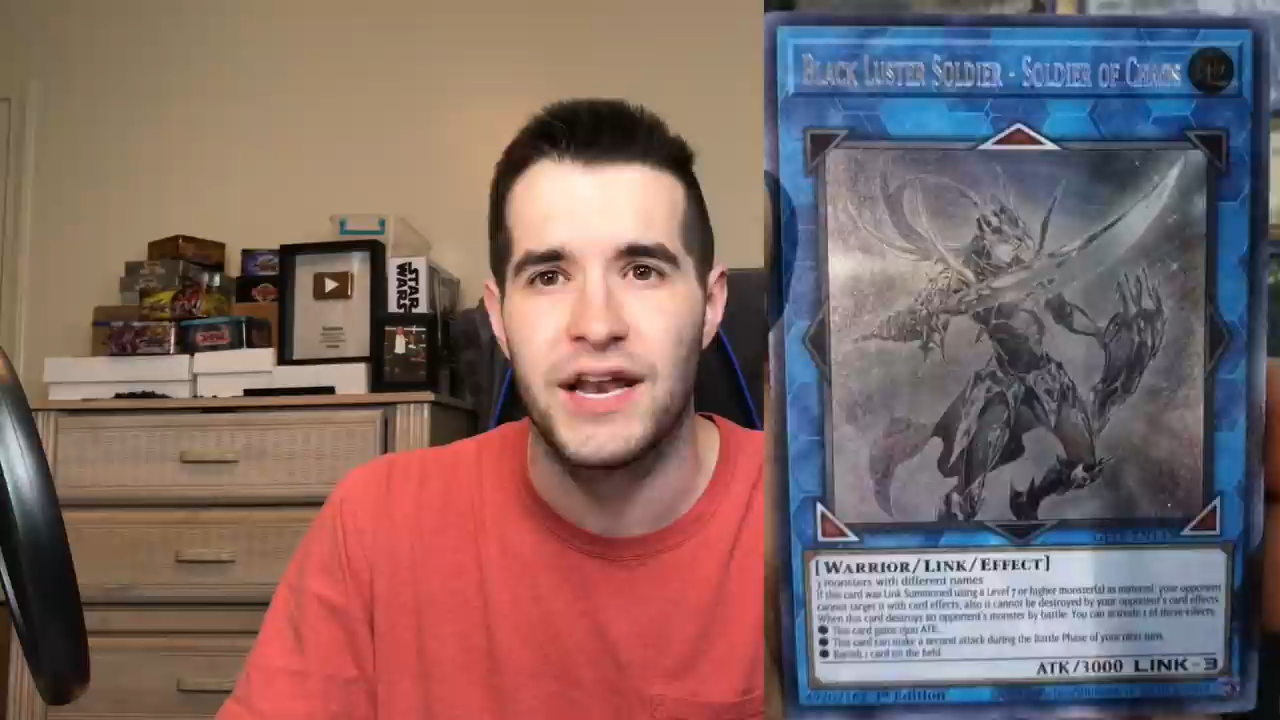 STAR
WARS
BLACK LUSTER SOLDIER - SOLDIER OF CHAOS
[WARRIOR/LINK/EFFECT]
3 monsters with different names
If this card was Link Summoned using a Level 7 or higher monster(s) as material, your opponent
cannot target it with card effects, also it cannot be destroyed by your opponent's card effects.
When this card destroys an opponent's monster by battle: You can activate 1 of these effects.
● This card gains 1500 ATK.
● This card can make a second attack during the Battle Phase of your next turn.
● Banish 1 card on the field.
ATK/3000 LINK-3
1st Edition